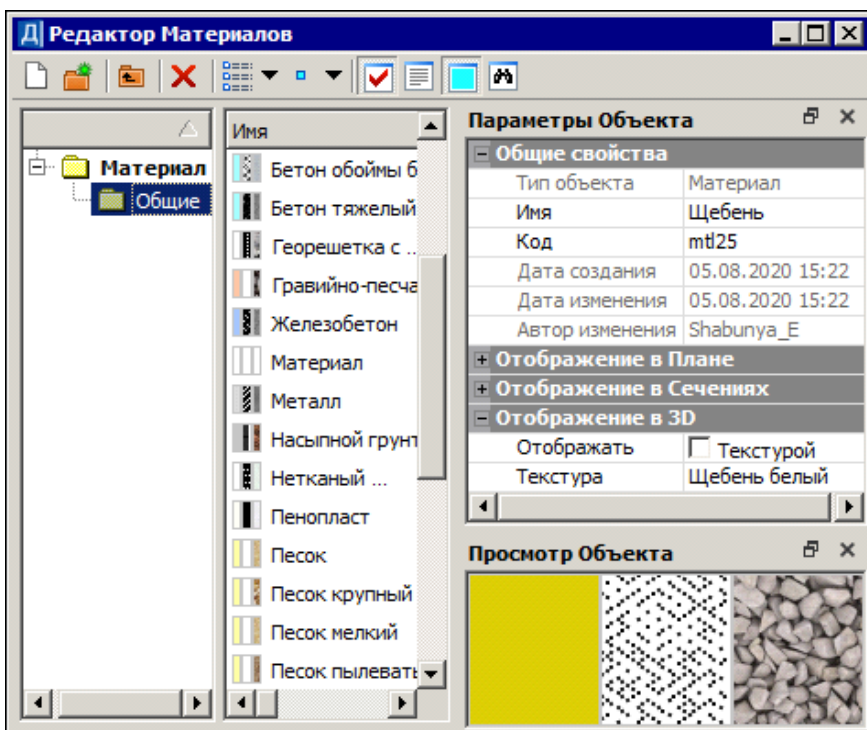 Редактор Материалов
Материал
Общие
Имя
Бетон обоймы б
Бетон тяжелый
Георешетка с ...
Гравийно-песча
Железобетон
Материал
Металл
Насыпной грунт
Нетканый ...
Пенопласт
Песок
Песок крупный
Песок мелкий
Песок пылевать
Параметры Объекта
Общие свойства
Тип объекта Материал
Имя Щебень
Код mtl25
Дата создания 05.08.2020 15:22
Дата изменения 05.08.2020 15:22
Автор изменения Shabunya_E
Отображение в Плане
Отображение в Сечениях
Отображение в 3D
Отображать Текстурой
Текстура Щебень белый
Просмотр Объекта